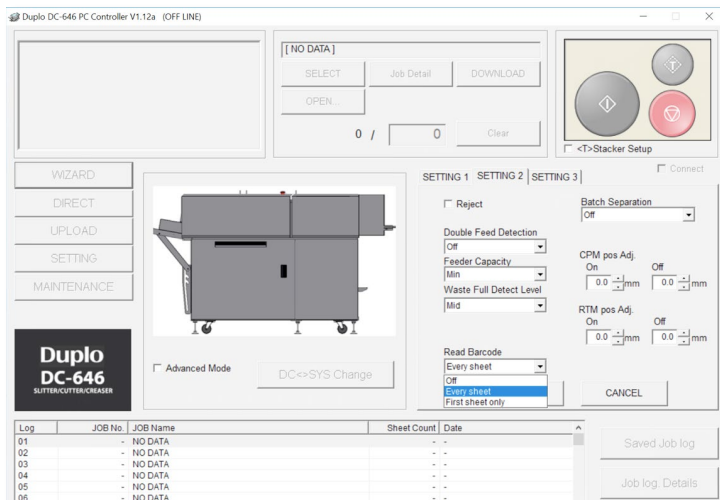 Duplo DC-646 PC Controller V1.12a (OFF LINE)
[ NO DATA ]
SELECT Job Detail DOWNLOAD
OPEN...
0 / 0 Clear
<T>Stacker Setup
Connect
WIZARD
DIRECT
UPLOAD
SETTING
MAINTENANCE
Duplo
DC-646
SLITTER/CUTTER/CREASER
Advanced Mode
DC<>SYS Change
SETTING 1 SETTING 2 SETTING 3
Reject
Double Feed Detection
Off
Feeder Capacity
Min
Waste Full Detect Level
Mid
Read Barcode
Every sheet
Off
Every sheet
First sheet only
Batch Separation
Off
CPM pos Adj.
On Off
0.0 mm 0.0 mm
RTM pos Adj.
On Off
0.0 mm 0.0 mm
CANCEL
Log JOB No. JOB Name Sheet Count Date
01 - NO DATA - -
02 - NO DATA - -
03 - NO DATA - -
04 - NO DATA - -
05 - NO DATA - -
06 - NO DATA - -
Saved Job log
Job log. Details